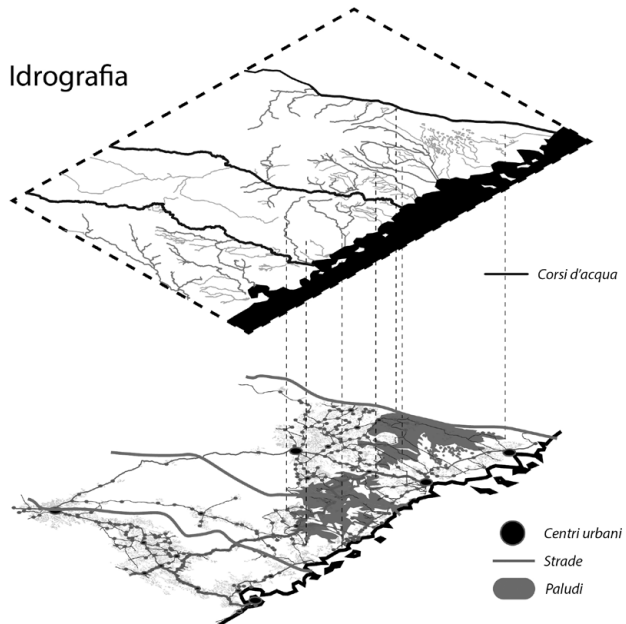 Idrografia
Corsi d'acqua
Centri urbani
Strade
Paludi